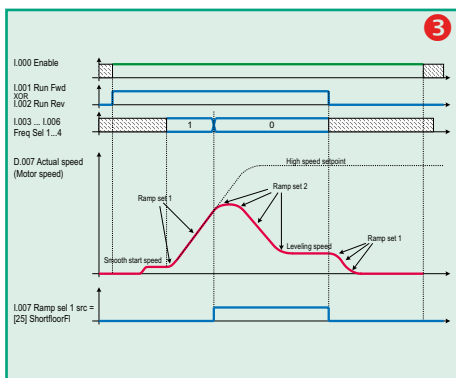 3
I.000 Enable
I.001 Run Fwd
XOR
I.002 Run Rev
I.003 ... I.006
Freq Sel 1...4
1
0
D.007 Actual speed
(Motor speed)
High speed setpoint
Ramp set 1
Ramp set 2
Ramp set 1
Smooth start speed
Leveling speed
I.007 Ramp sel 1 src =
[25] ShortfloorFl